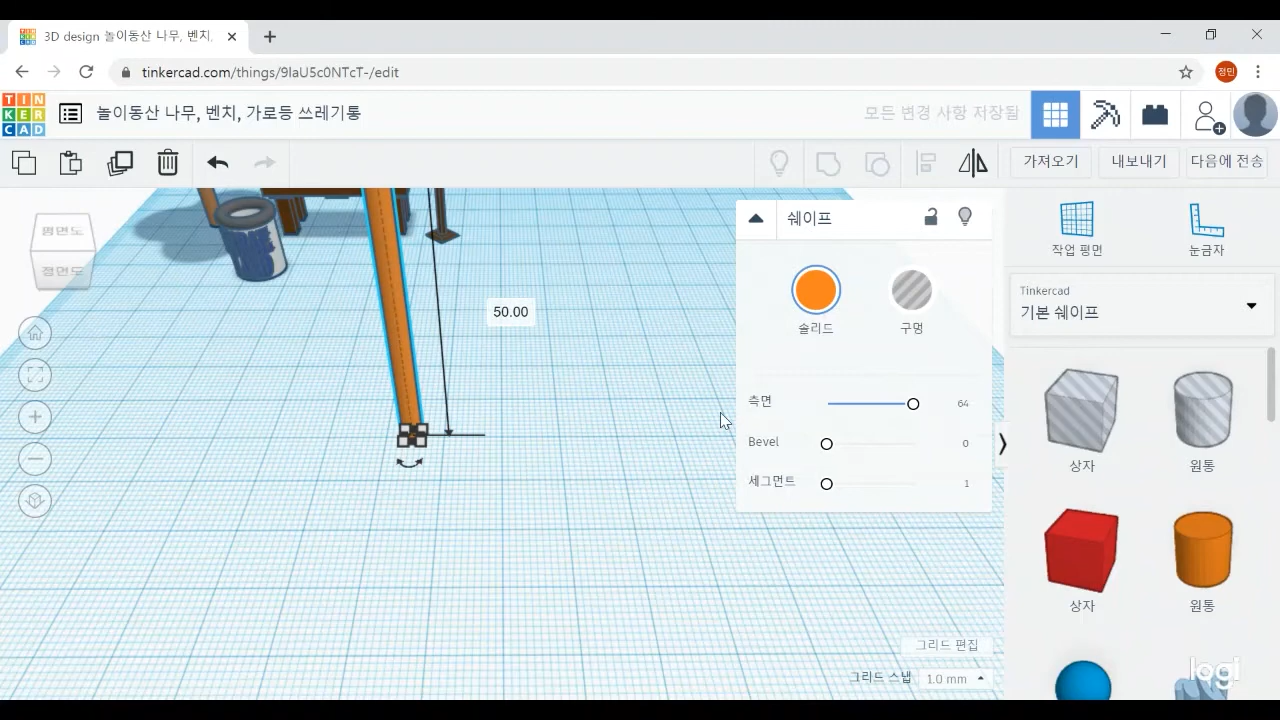 3D design 놀이동산 나무, 벤치,
tinkercad.com/things/9IaU5c0NTcT-/edit
정민
TIN
KER
CAD
놀이동산 나무, 벤치, 가로등 쓰레기통
모든 변경 사항 저장됨
가져오기
내보내기
다음에 전송
평면도
정면도
50.00
쉐이프
솔리드
구멍
측면
64
Bevel
0
세그먼트
1
작업 평면
눈금자
Tinkercad
기본 쉐이프
상자
원통
상자
원통
그리드 편집
그리드 스냅
1.0 mm
logi